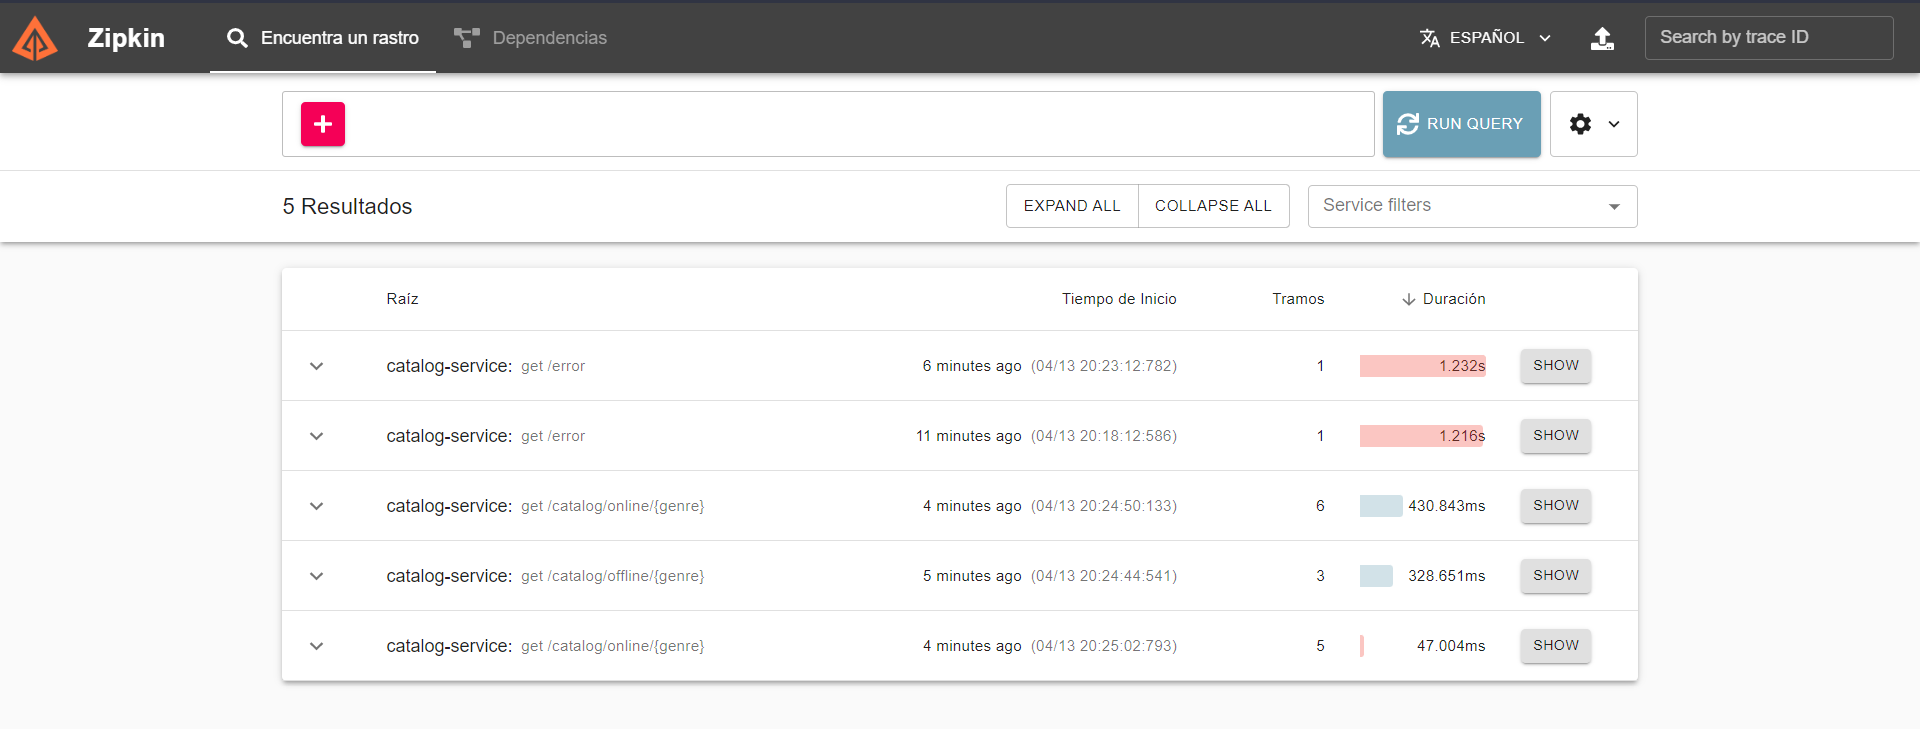 Zipkin
Encuentra un rastro
Dependencias
ESPAÑOL
Search by trace ID
RUN QUERY
5 Resultados
EXPAND ALL
COLLAPSE ALL
Service filters
Raíz Tiempo de Inicio Tramos Duración
catalog-service: get /error 6 minutes ago (04/13 20:23:12:782) 1 1.232s SHOW
catalog-service: get /error 11 minutes ago (04/13 20:18:12:586) 1 1.216s SHOW
catalog-service: get /catalog/online/{genre} 4 minutes ago (04/13 20:24:50:133) 6 430.843ms SHOW
catalog-service: get /catalog/offline/{genre} 5 minutes ago (04/13 20:24:44:541) 3 328.651ms SHOW
catalog-service: get /catalog/online/{genre} 4 minutes ago (04/13 20:25:02:793) 5 47.004ms SHOW